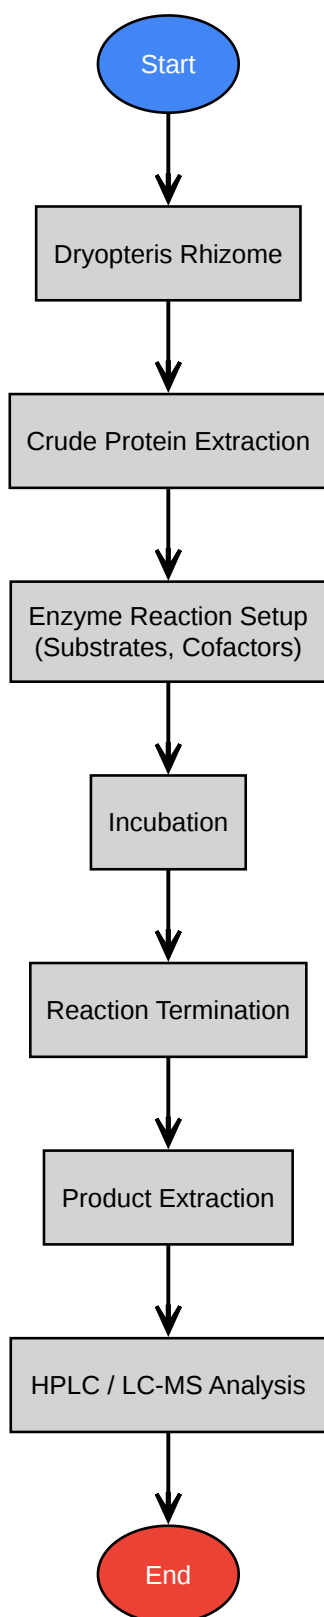 Start
Dryopteris Rhizome
Crude Protein Extraction
Enzyme Reaction Setup
(Substrates, Cofactors)
Incubation
Reaction Termination
Product Extraction
HPLC / LC-MS Analysis
End